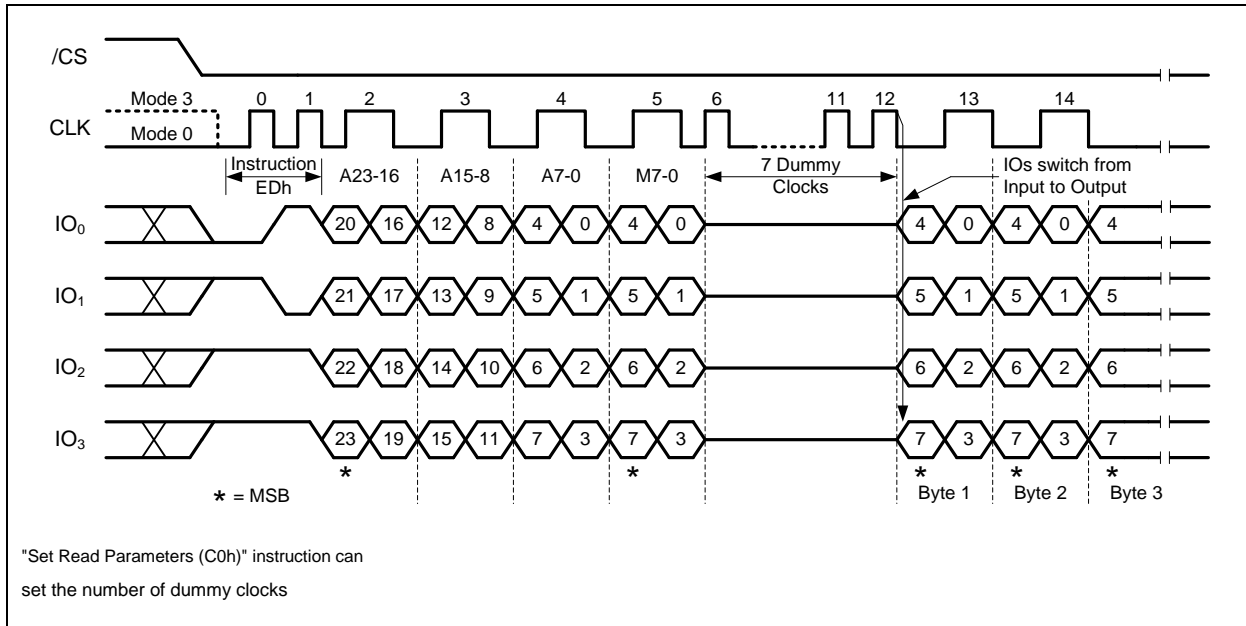 /CS
Mode 3 0 1 2 3 4 5 6 11 12 13 14
CLK Mode 0
Instruction EDh A23-16 A15-8 A7-0 M7-0 7 Dummy Clocks IOs switch from Input to Output
IO0 20 16 12 8 4 0 4 0 4 0 4 0 4
IO1 21 17 13 9 5 1 5 1 5 1 5 1 5
IO2 22 18 14 10 6 2 6 2 6 2 6 2 6
IO3 23 19 15 11 7 3 7 3 7 3 7 3 7
* * * * *
* = MSB Byte 1 Byte 2 Byte 3
"Set Read Parameters (C0h)" instruction can
set the number of dummy clocks